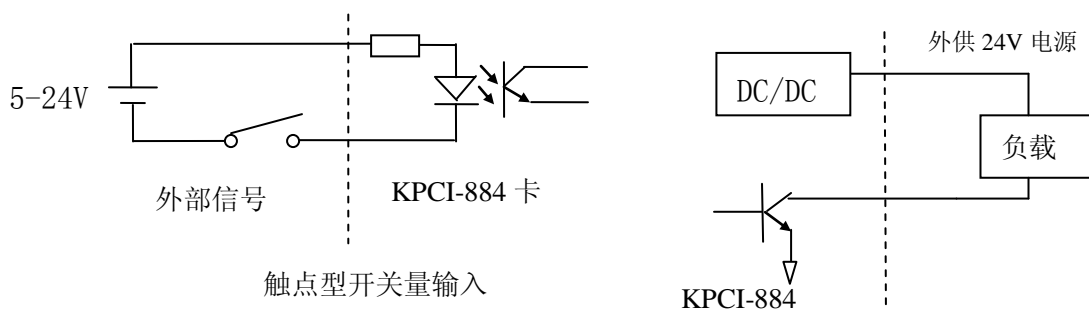 5-24V
外部信号
KPCI-884 卡
触点型开关量输入
外供 24V 电源
DC/DC
负载
KPCI-884